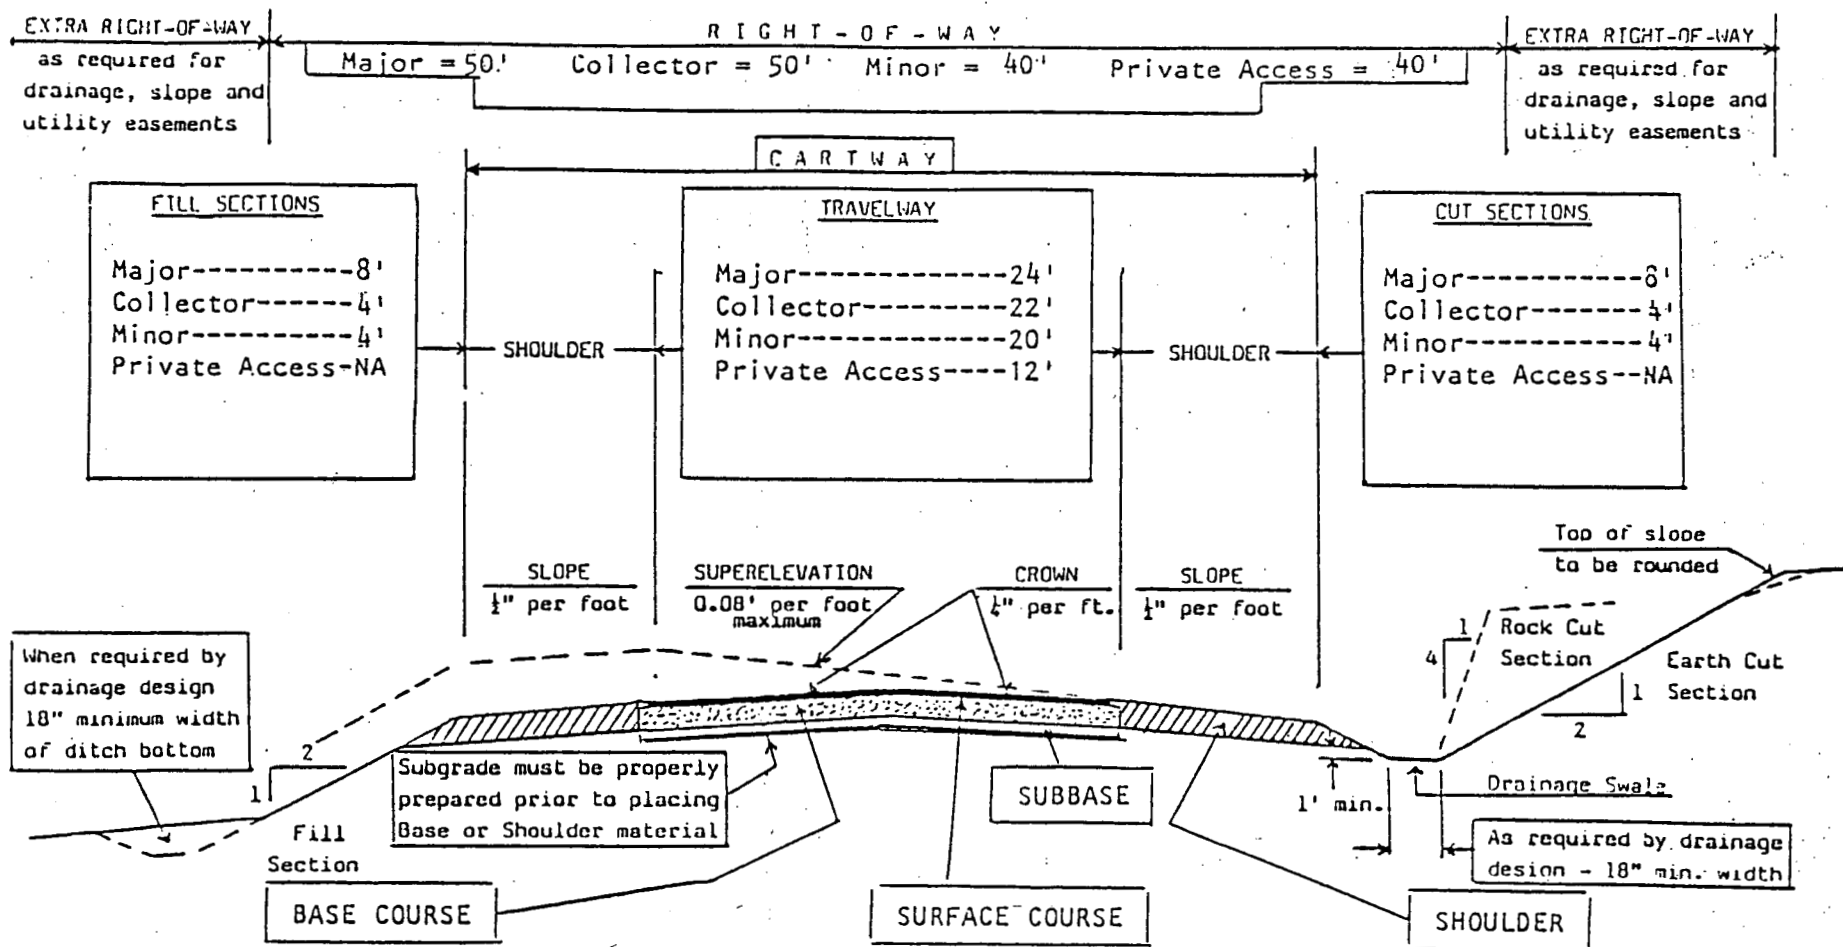 EXTRA RIGHT-OF-WAY
as required for
drainage, slope and
utility easements
RIGHT-OF-WAY
Major = 50' Collector = 50' Minor = 40' Private Access = 40'
EXTRA RIGHT-OF-WAY
as required for
drainage, slope and
utility easements
CARTWAY
FILL SECTIONS
Major----------8'
Collector------4'
Minor----------4'
Private Access-NA
SHOULDER
TRAVELWAY
Major-------------24'
Collector---------22'
Minor-------------20'
Private Access----12'
SHOULDER
CUT SECTIONS
Major-----------8'
Collector-------4'
Minor-----------4'
Private Access--NA
SLOPE
½" per foot
SUPERELEVATION
0.08' per foot
maximum
CROWN
¼" per ft.
SLOPE
½" per foot
Top of slope
to be rounded
1
4
Rock Cut
Section
Earth Cut
Section
1
2
When required by
drainage design
18" minimum width
of ditch bottom
2
1
Fill
Section
Subgrade must be properly
prepared prior to placing
Base or Shoulder material
SUBBASE
1' min.
Drainage Swale
As required by drainage
design - 18" min. width
BASE COURSE
SURFACE COURSE
SHOULDER